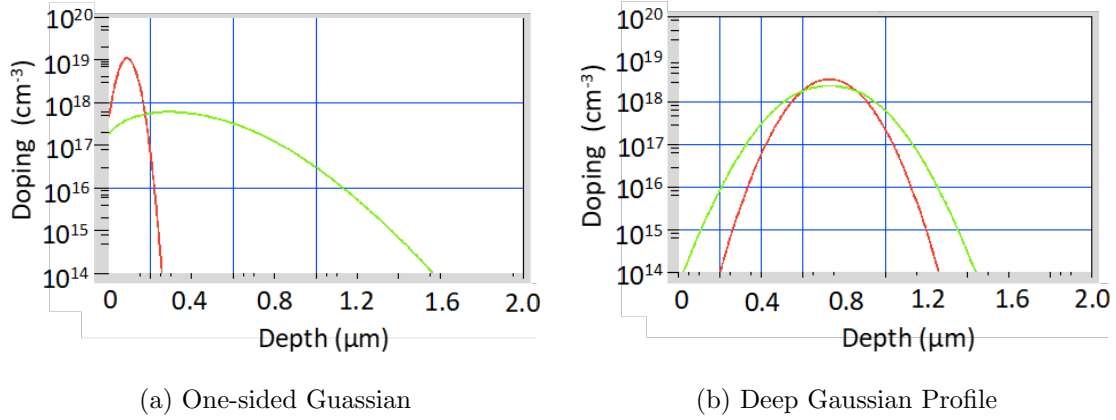 10^20
10^19
10^18
10^17
10^16
10^15
10^14
Doping (cm^-3)
0 0.4 0.8 1.2 1.6 2.0
Depth (μm)
(a) One-sided Guassian
10^20
10^19
10^18
10^17
10^16
10^15
10^14
Doping (cm^-3)
0 0.4 0.8 1.2 1.6 2.0
Depth (μm)
(b) Deep Gaussian Profile